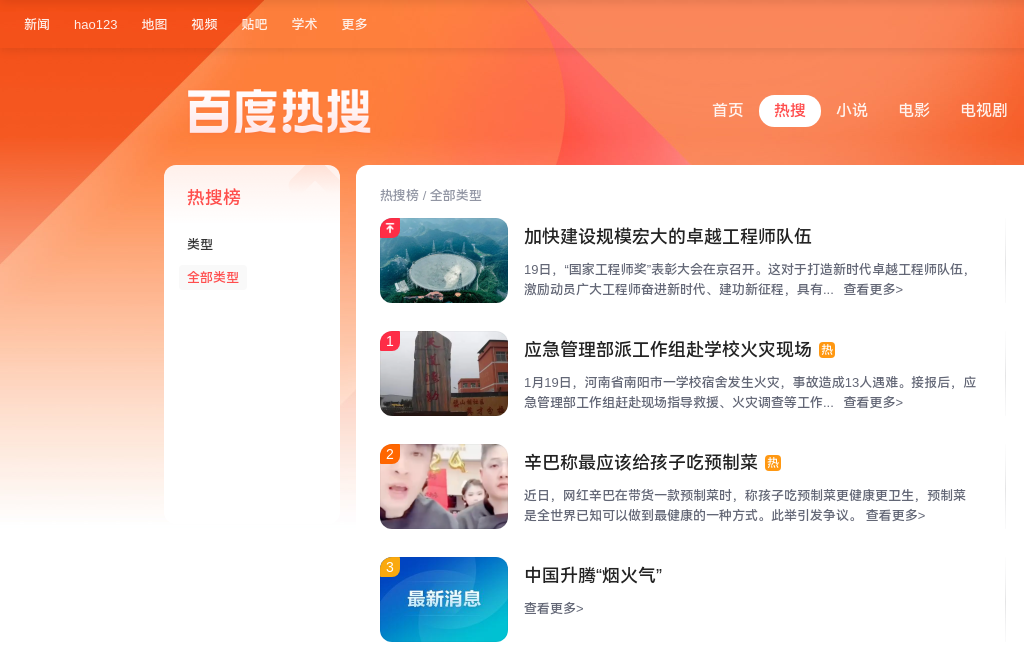 新闻 hao123 地图 视频 贴吧 学术 更多
百度热搜
首页 热搜 小说 电影 电视剧
热搜榜
类型
全部类型
热搜榜 / 全部类型
加快建设规模宏大的卓越工程师队伍
19日，“国家工程师奖”表彰大会在京召开。这对于打造新时代卓越工程师队伍，
激励动员广大工程师奋进新时代、建功新征程，具有... 查看更多>
1
应急管理部派工作组赴学校火灾现场 热
1月19日，河南省南阳市一学校宿舍发生火灾，事故造成13人遇难。接报后，应
急管理部工作组赶赴现场指导救援、火灾调查等工作... 查看更多>
2
辛巴称最应该给孩子吃预制菜 热
近日，网红辛巴在带货一款预制菜时，称孩子吃预制菜更健康更卫生，预制菜
是全世界已知可以做到最健康的一种方式。此举引发争议。 查看更多>
3
最新消息
中国升腾“烟火气”
查看更多>